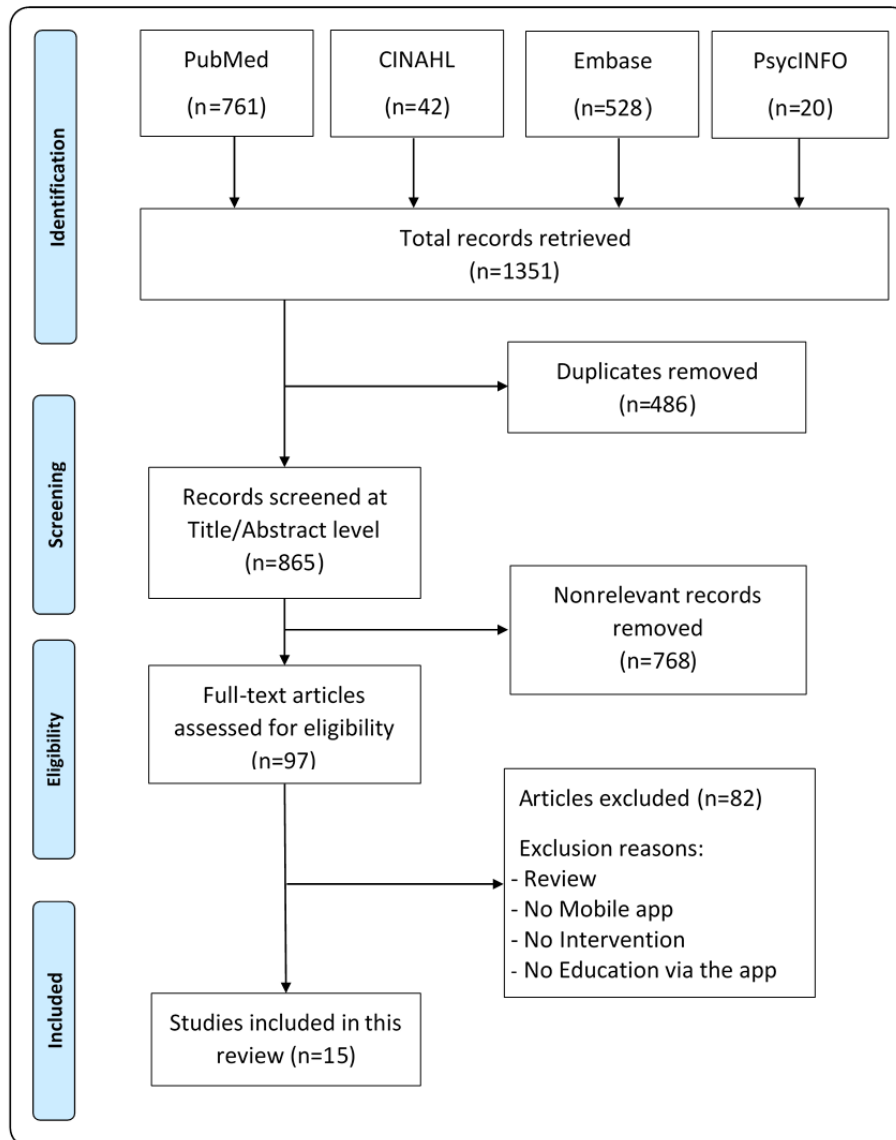 Identification
PubMed
(n=761)
CINAHL
(n=42)
Embase
(n=528)
PsycINFO
(n=20)
Total records retrieved
(n=1351)
Duplicates removed
(n=486)
Screening
Records screened at
Title/Abstract level
(n=865)
Nonrelevant records
removed
(n=768)
Eligibility
Full-text articles
assessed for eligibility
(n=97)
Articles excluded (n=82)
Exclusion reasons:
- Review
- No Mobile app
- No Intervention
- No Education via the app
Included
Studies included in this
review (n=15)